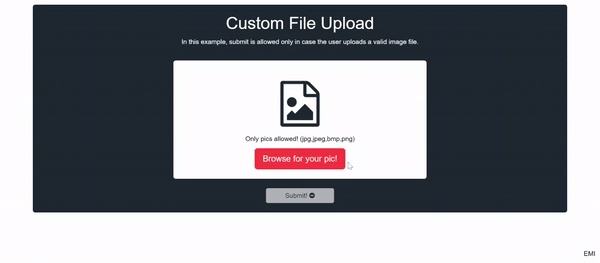 Custom File Upload
In this example, submit is allowed only in case the user uploads a valid image file.
Only pics allowed! (jpg,jpeg,bmp,png)
Browse for your pic!
Submit!
EMI